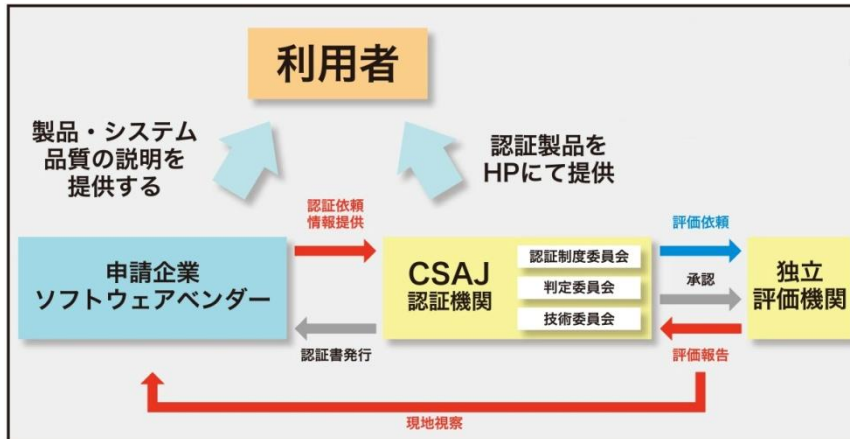 利用者
製品・システム
品質の説明を
提供する
認証製品を
HPにて提供
認証依頼
情報提供
評価依頼
申請企業
ソフトウェアベンダー
CSAJ
認証機関
認証制度委員会
判定委員会
技術委員会
承認
独立
評価機関
認証書発行
評価報告
現地視察